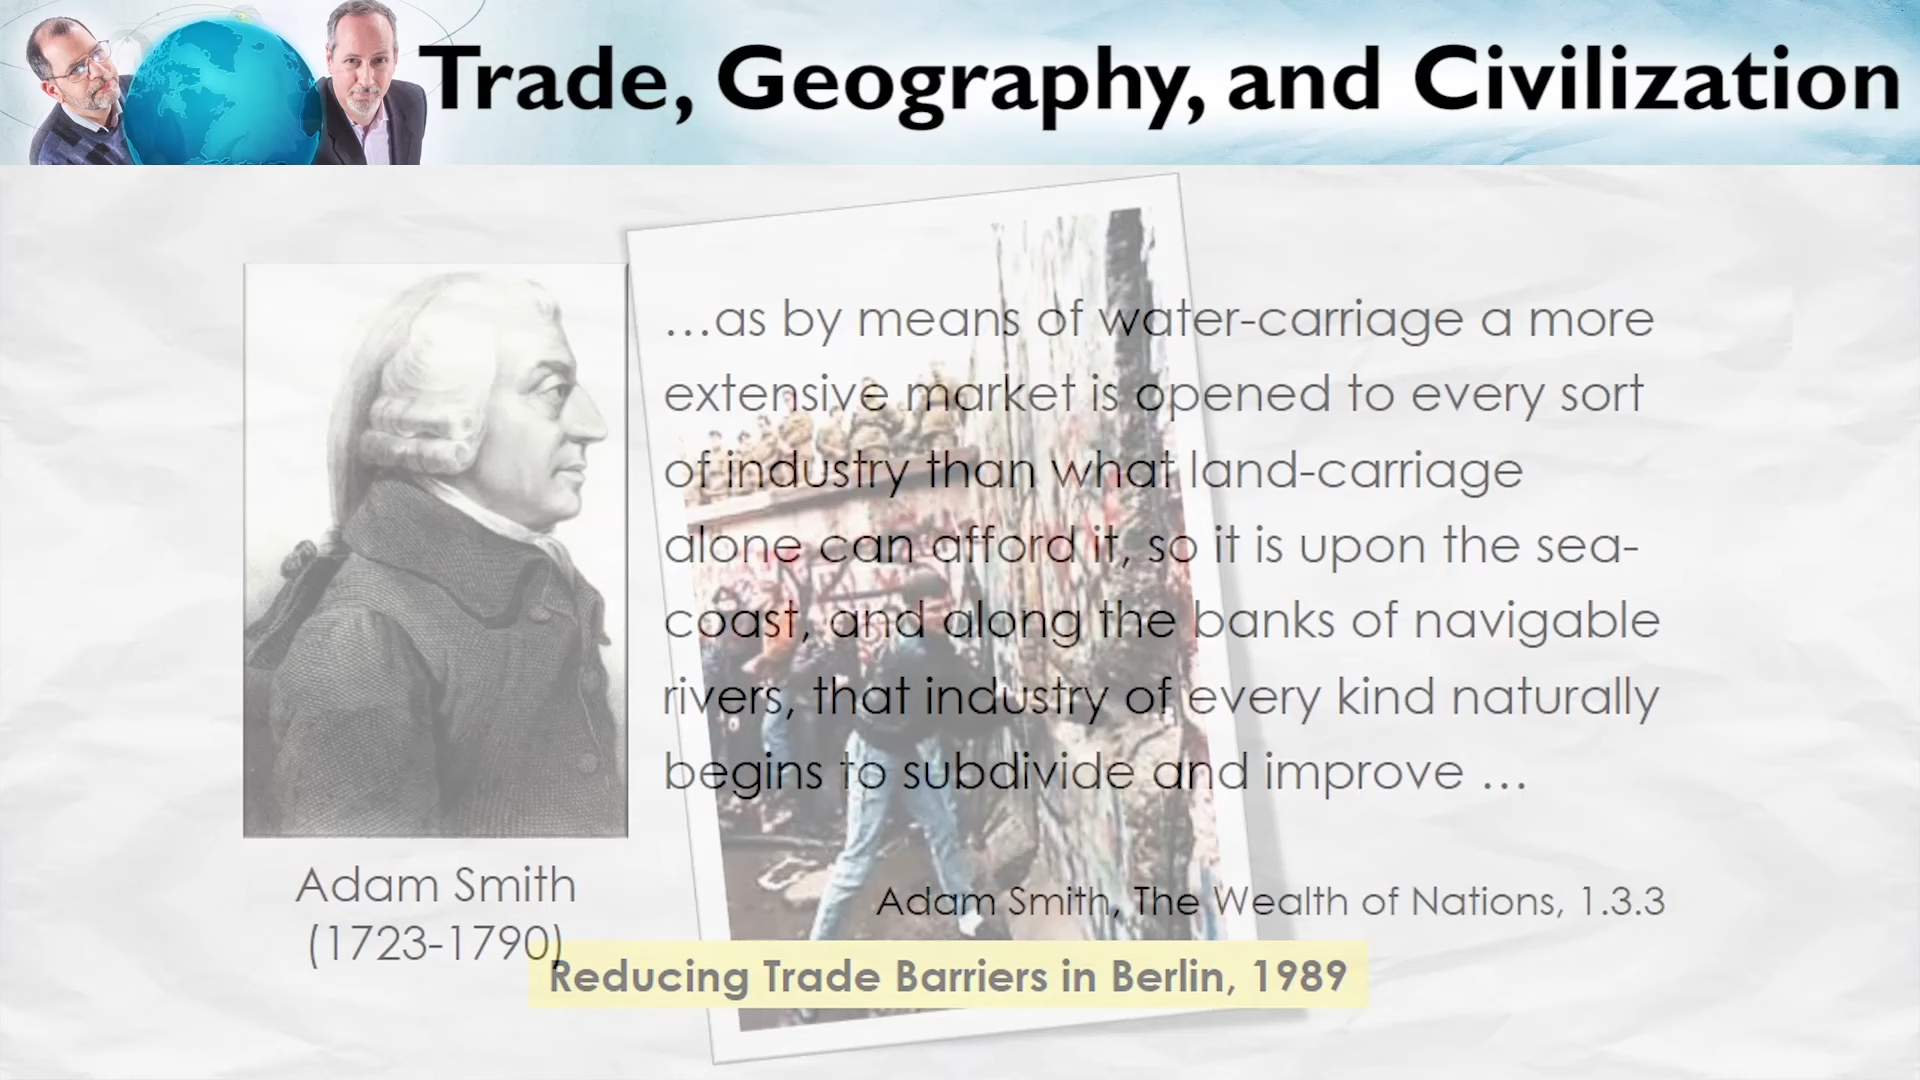 Trade, Geography, and Civilization
…as by means of water-carriage a more
extensive market is opened to every sort
of industry than what land-carriage
alone can afford it, so it is upon the sea-
coast, and along the banks of navigable
rivers, that industry of every kind naturally
begins to subdivide and improve …
Adam Smith
(1723-1790)
Adam Smith, The Wealth of Nations, 1.3.3
Reducing Trade Barriers in Berlin, 1989